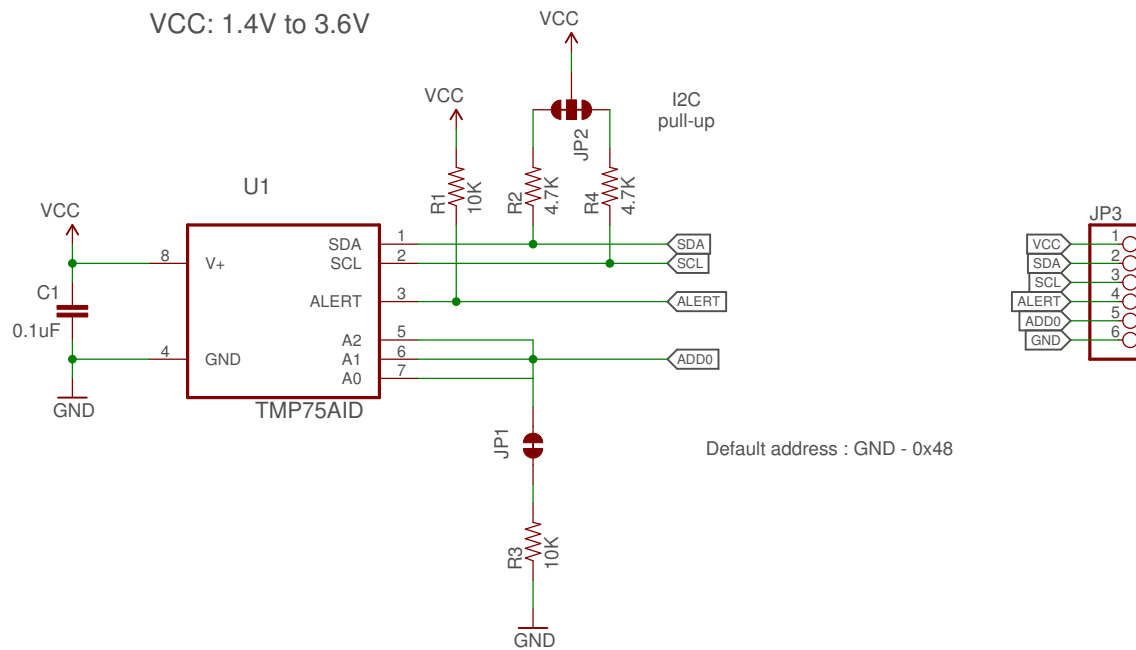 VCC: 1.4V to 3.6V
VCC
VCC
I2C
pull-up
JP2
R1
10K
R2
4.7K
R4
4.7K
U1
VCC
C1
0.1uF
GND
8
V+
4
GND
SDA
1
SCL
2
ALERT
3
A2
5
A1
6
A0
7
TMP75AID
SDA
SCL
ALERT
ADD0
JP1
R3
10K
GND
Default address : GND - 0x48
JP3
VCC
1
SDA
2
SCL
3
ALERT
4
ADD0
5
GND
6